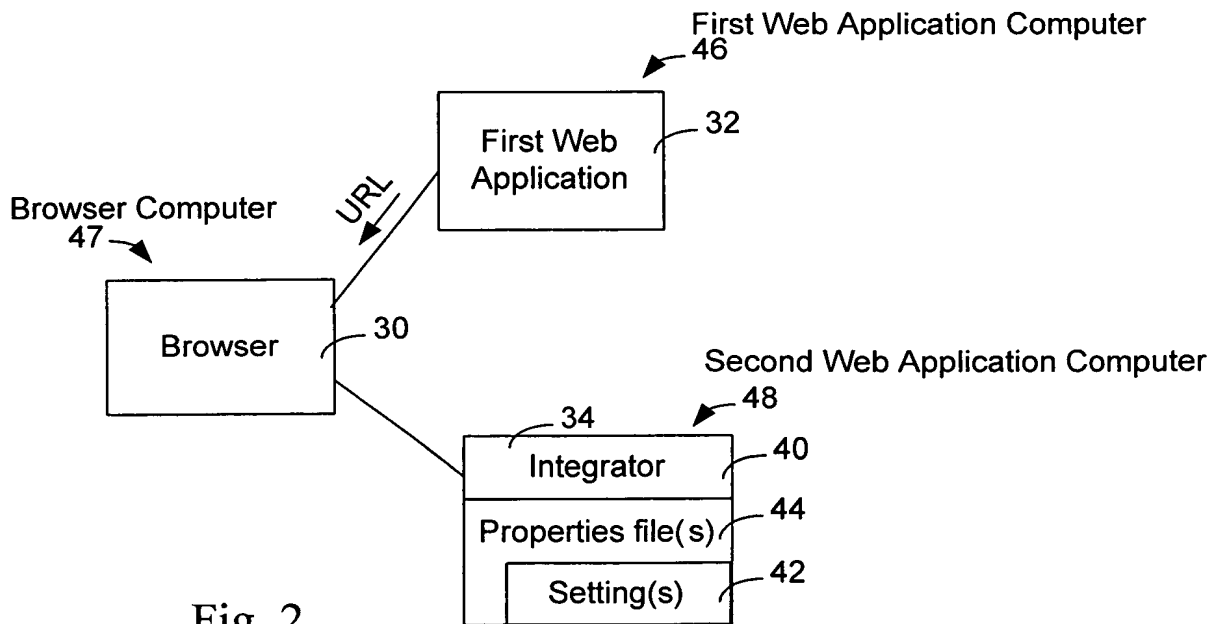 First Web Application Computer
46
First Web
Application
32
URL
Browser Computer
47
Browser
30
Second Web Application Computer
48
34
Integrator
40
Properties file(s)
44
Setting(s)
42
Fig. 2